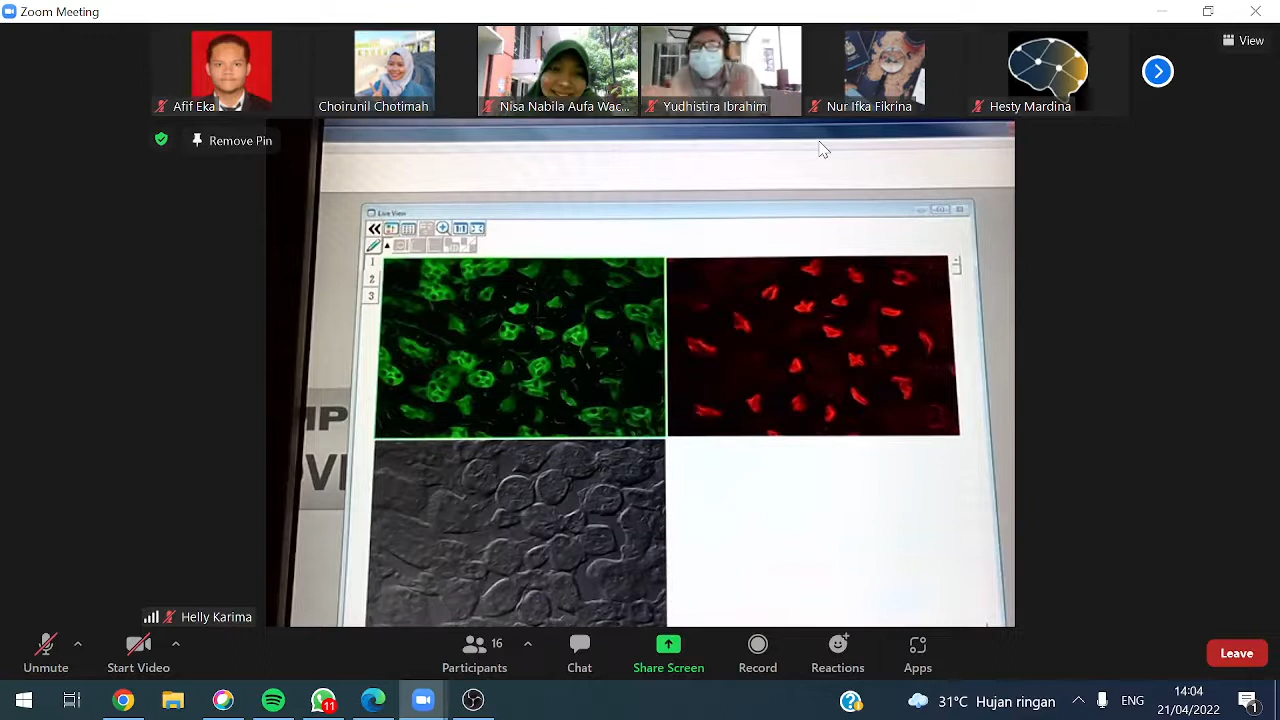 Zoom Meeting
View
Afif Eka
Choirunil Chotimah
Nisa Nabila Aufa Wac...
Yudhistira Ibrahim
Nur Ifka Fikrina
Hesty Mardina
Remove Pin
Live View
1
2
3
Helly Karima
Unmute
Start Video
16
Participants
Chat
Share Screen
Record
Reactions
Apps
Leave
11
31°C Hujan ringan
ENG
14:04
21/04/2022
1